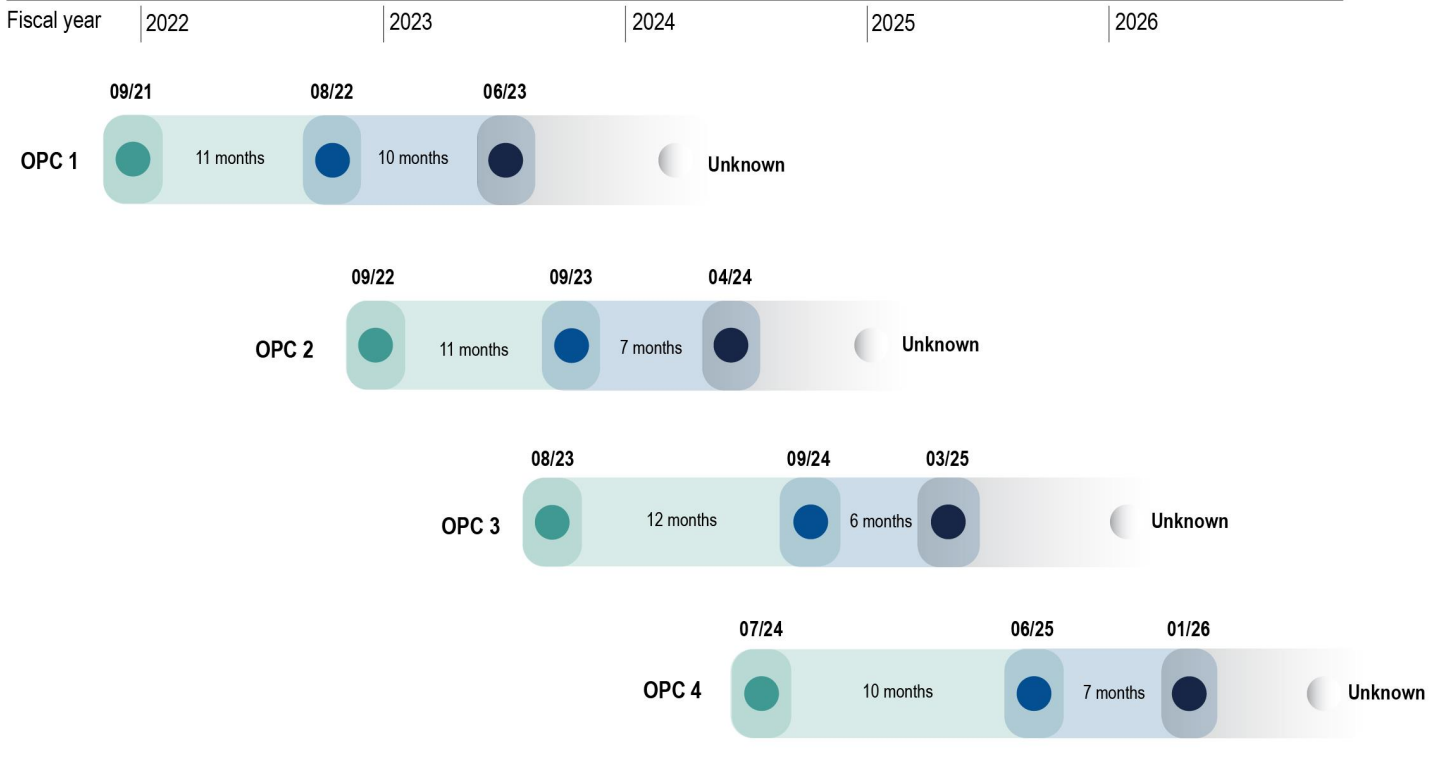 Fiscal year 2022 2023 2024 2025 2026
09/21 08/22 06/23
OPC 1 11 months 10 months Unknown
09/22 09/23 04/24
OPC 2 11 months 7 months Unknown
08/23 09/24 03/25
OPC 3 12 months 6 months Unknown
07/24 06/25 01/26
OPC 4 10 months 7 months Unknown